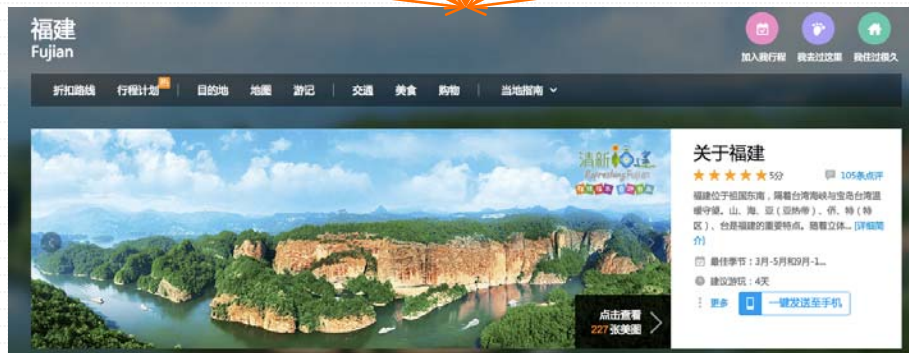 福建
Fujian
加入我行程 我去过这里 我住过很久
折扣路线 行程计划 目的地 地图 游记 交通 美食 购物 当地指南
清新福建
Refreshing Fujian
点击查看
227 张美图
关于福建
5分 105条点评
福建位于祖国东南，隔着台湾海峡与宝岛台湾温
暖守望。山、海、亚（亚热带）、侨、特（特
区）、台是福建的重要特点。随着立体... [详细简
介]
最佳季节：3月-5月和9月-1...
建议游玩：4天
更多 一键发送至手机